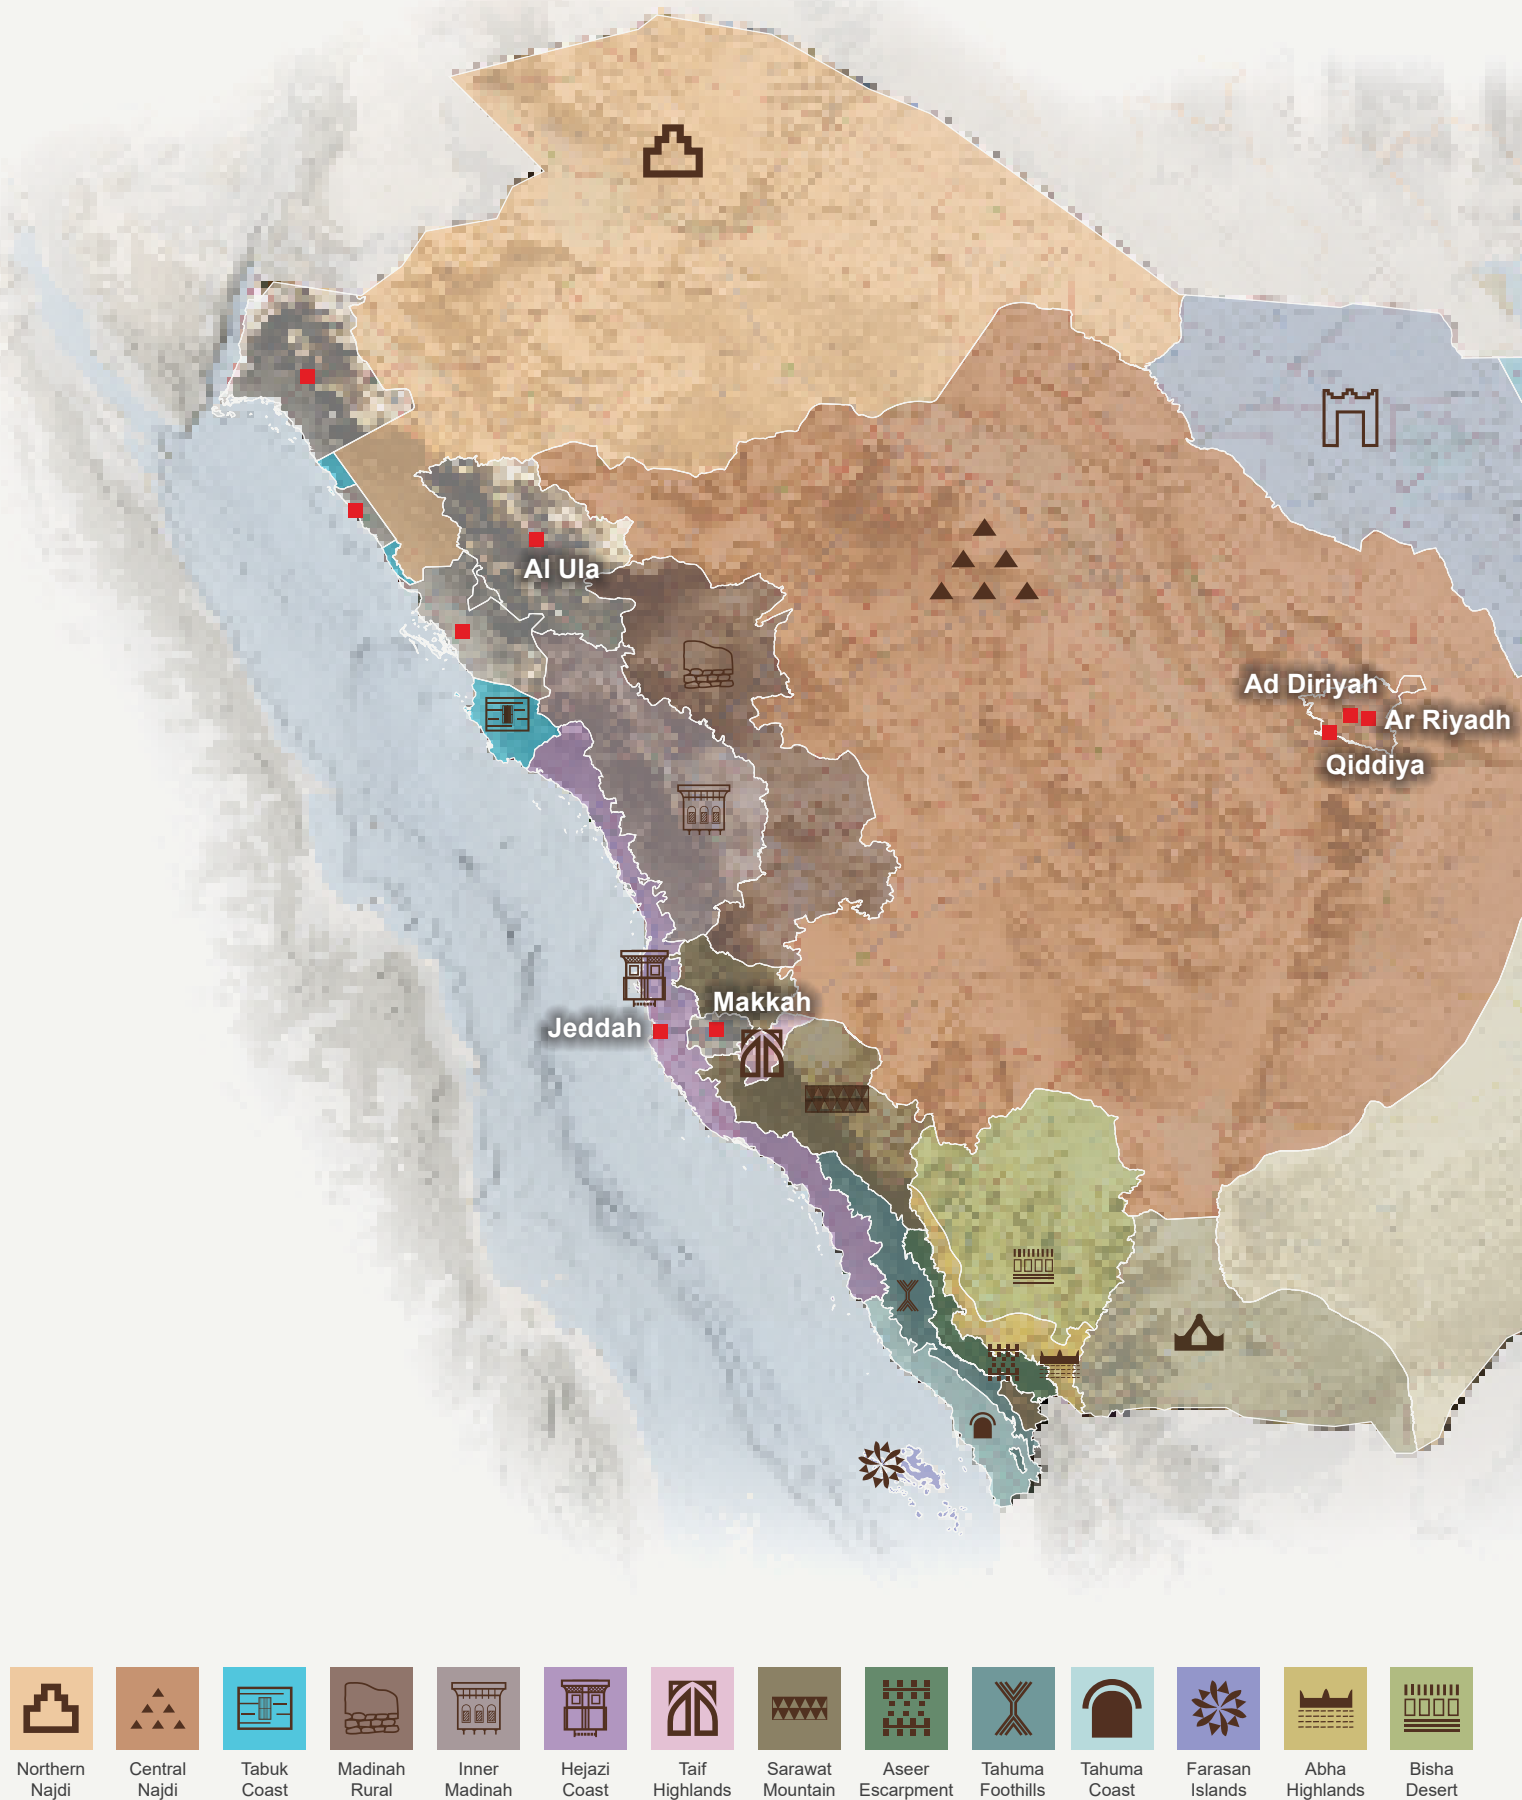 Al Ula
Ad Diriyah
Ar Riyadh
Qiddiya
Makkah
Jeddah
Northern
Najdi
Central
Najdi
Tabuk
Coast
Madinah
Rural
Inner
Madinah
Hejazi
Coast
Taif
Highlands
Sarawat
Mountain
Aseer
Escarpment
Tahuma
Foothills
Tahuma
Coast
Farasan
Islands
Abha
Highlands
Bisha
Desert